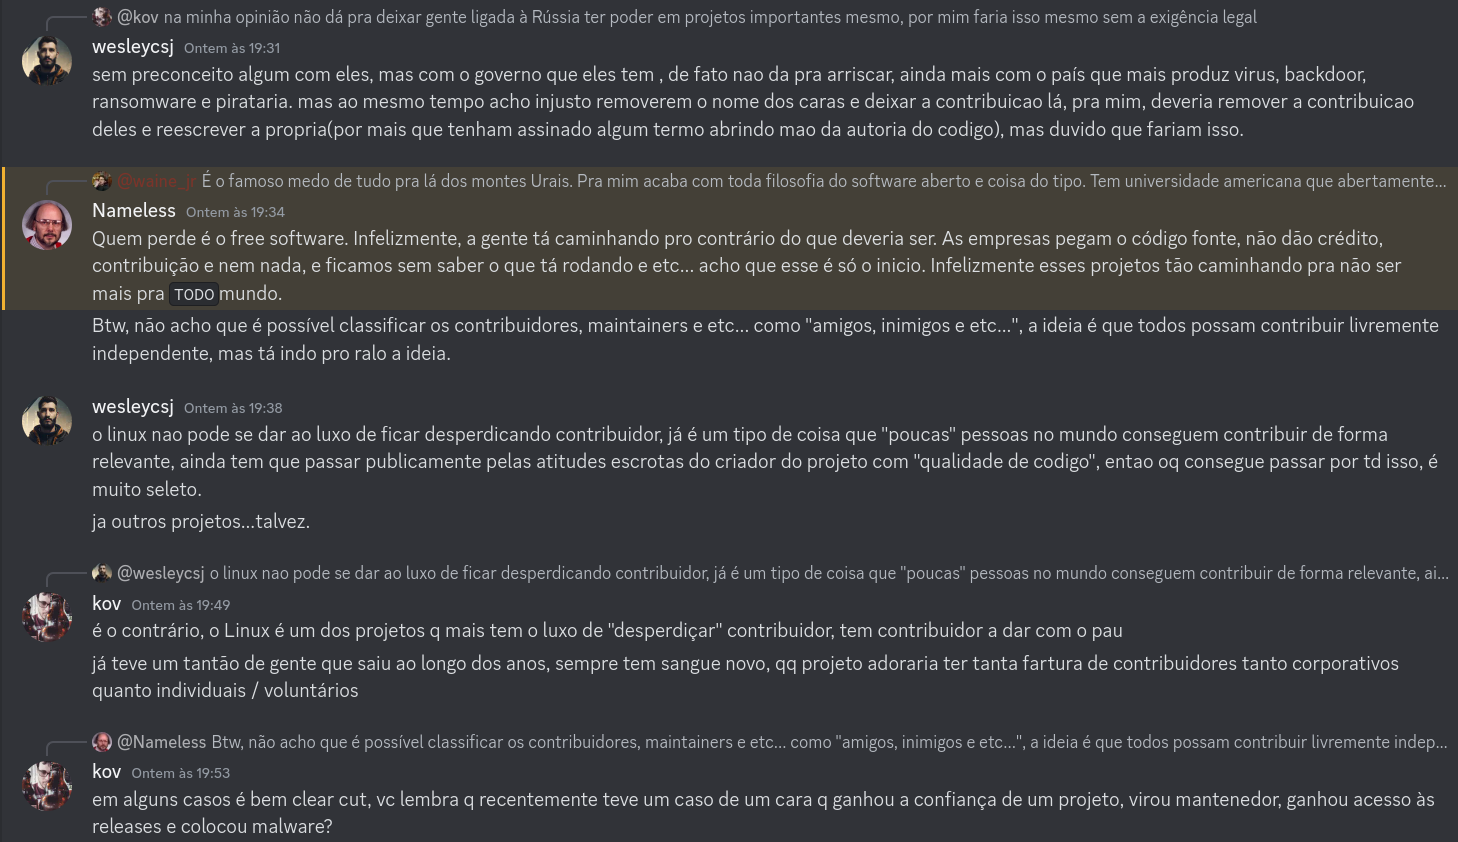 @kov na minha opinião não dá pra deixar gente ligada à Rússia ter poder em projetos importantes mesmo, por mim faria isso mesmo sem a exigência legal
wesleycsj Ontem às 19:31
sem preconceito algum com eles, mas com o governo que eles tem , de fato nao da pra arriscar, ainda mais com o país que mais produz virus, backdoor,
ransomware e pirataria. mas ao mesmo tempo acho injusto removerem o nome dos caras e deixar a contribuicao lá, pra mim, deveria remover a contribuicao
deles e reescrever a propria(por mais que tenham assinado algum termo abrindo mao da autoria do codigo), mas duvido que fariam isso.
@waine_jr É o famoso medo de tudo pra lá dos montes Urais. Pra mim acaba com toda filosofia do software aberto e coisa do tipo. Tem universidade americana que abertamente...
Nameless Ontem às 19:34
Quem perde é o free software. Infelizmente, a gente tá caminhando pro contrário do que deveria ser. As empresas pegam o código fonte, não dão crédito,
contribuição e nem nada, e ficamos sem saber o que tá rodando e etc... acho que esse é só o inicio. Infelizmente esses projetos tão caminhando pra não ser
mais pra TODO mundo.
Btw, não acho que é possível classificar os contribuidores, maintainers e etc... como "amigos, inimigos e etc...", a ideia é que todos possam contribuir livremente
independente, mas tá indo pro ralo a ideia.
wesleycsj Ontem às 19:38
o linux nao pode se dar ao luxo de ficar desperdicando contribuidor, já é um tipo de coisa que "poucas" pessoas no mundo conseguem contribuir de forma
relevante, ainda tem que passar publicamente pelas atitudes escrotas do criador do projeto com "qualidade de codigo", entao oq consegue passar por td isso, é
muito seleto.
ja outros projetos...talvez.
@wesleycsj o linux nao pode se dar ao luxo de ficar desperdicando contribuidor, já é um tipo de coisa que "poucas" pessoas no mundo conseguem contribuir de forma relevante, ai...
kov Ontem às 19:49
é o contrário, o Linux é um dos projetos q mais tem o luxo de "desperdiçar" contribuidor, tem contribuidor a dar com o pau
já teve um tantão de gente que saiu ao longo dos anos, sempre tem sangue novo, qq projeto adoraria ter tanta fartura de contribuidores tanto corporativos
quanto individuais / voluntários
@Nameless Btw, não acho que é possível classificar os contribuidores, maintainers e etc... como "amigos, inimigos e etc...", a ideia é que todos possam contribuir livremente indep...
kov Ontem às 19:53
em alguns casos é bem clear cut, vc lembra q recentemente teve um caso de um cara q ganhou a confiança de um projeto, virou mantenedor, ganhou acesso às
releases e colocou malware?